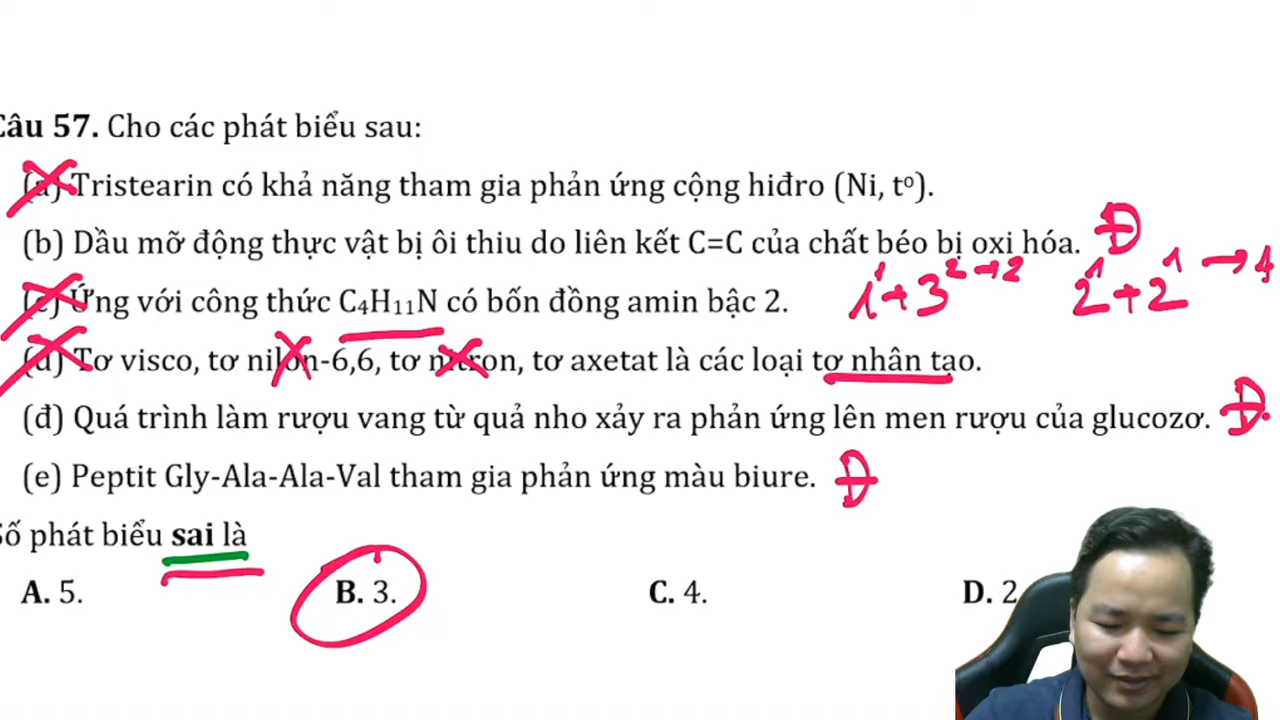 Câu 57. Cho các phát biểu sau:
(a) Tristearin có khả năng tham gia phản ứng cộng hiđro (Ni, tº).
(b) Dầu mỡ động thực vật bị ôi thiu do liên kết C=C của chất béo bị oxi hóa. Đ
(c) Ứng với công thức C₄H₁₁N có bốn đồng amin bậc 2. 1¹+3² → 2 2¹+2¹ → 1
(d) Tơ visco, tơ nilon-6,6, tơ nitron, tơ axetat là các loại tơ nhân tạo.
(đ) Quá trình làm rượu vang từ quả nho xảy ra phản ứng lên men rượu của glucozơ. Đ
(e) Peptit Gly-Ala-Ala-Val tham gia phản ứng màu biure. Đ
Số phát biểu sai là
A. 5. B. 3. C. 4. D. 2